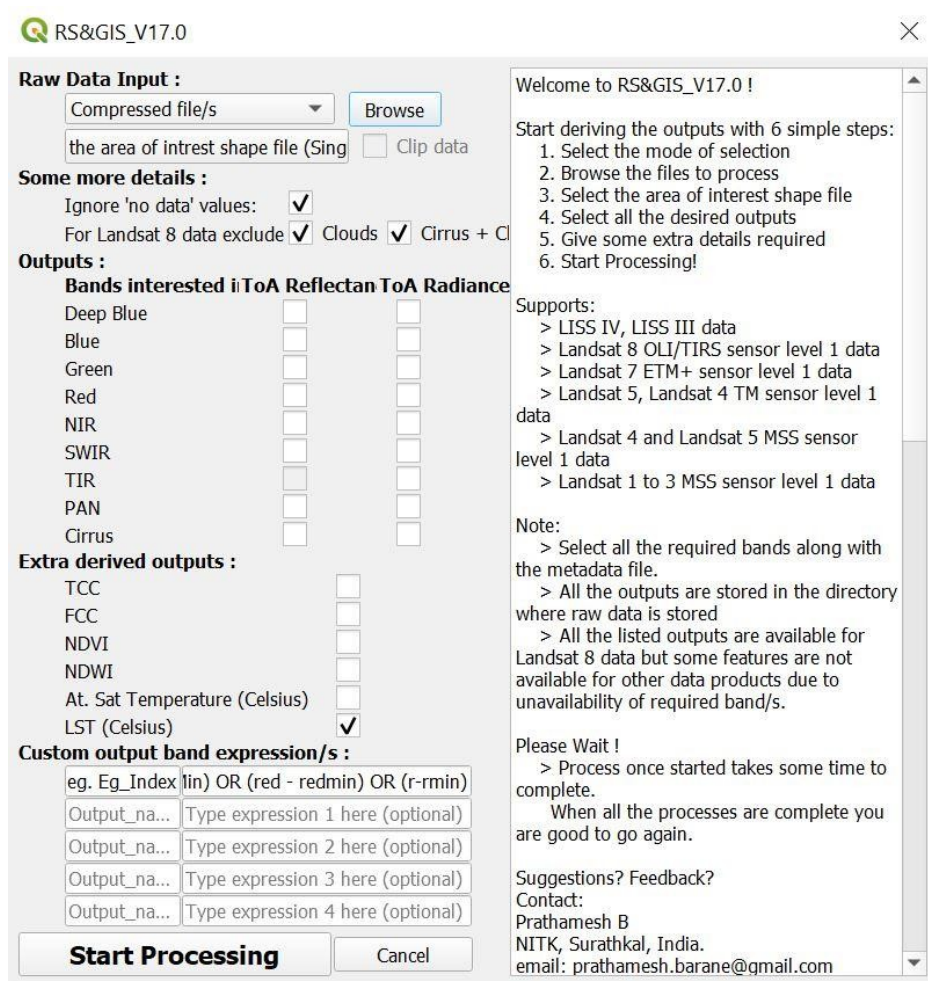 RS&GIS_V17.0
Raw Data Input :
Compressed file/s
Browse
the area of intrest shape file (Sing
Clip data
Some more details :
Ignore 'no data' values:
For Landsat 8 data exclude Clouds Cirrus + Cl
Outputs :
Bands interested i ToA Reflectan ToA Radiance
Deep Blue
Blue
Green
Red
NIR
SWIR
TIR
PAN
Cirrus
Extra derived outputs :
TCC
FCC
NDVI
NDWI
At. Sat Temperature (Celsius)
LST (Celsius)
Custom output band expression/s :
eg. Eg_Index lin) OR (red - redmin) OR (r-rmin)
Output_na... Type expression 1 here (optional)
Output_na... Type expression 2 here (optional)
Output_na... Type expression 3 here (optional)
Output_na... Type expression 4 here (optional)
Start Processing
Cancel
Welcome to RS&GIS_V17.0 !
Start deriving the outputs with 6 simple steps:
1. Select the mode of selection
2. Browse the files to process
3. Select the area of interest shape file
4. Select all the desired outputs
5. Give some extra details required
6. Start Processing!
Supports:
> LISS IV, LISS III data
> Landsat 8 OLI/TIRS sensor level 1 data
> Landsat 7 ETM+ sensor level 1 data
> Landsat 5, Landsat 4 TM sensor level 1
data
> Landsat 4 and Landsat 5 MSS sensor
level 1 data
> Landsat 1 to 3 MSS sensor level 1 data
Note:
> Select all the required bands along with
the metadata file.
> All the outputs are stored in the directory
where raw data is stored
> All the listed outputs are available for
Landsat 8 data but some features are not
available for other data products due to
unavailability of required band/s.
Please Wait !
> Process once started takes some time to
complete.
When all the processes are complete you
are good to go again.
Suggestions? Feedback?
Contact:
Prathamesh B
NITK, Surathkal, India.
email: prathamesh.barane@gmail.com